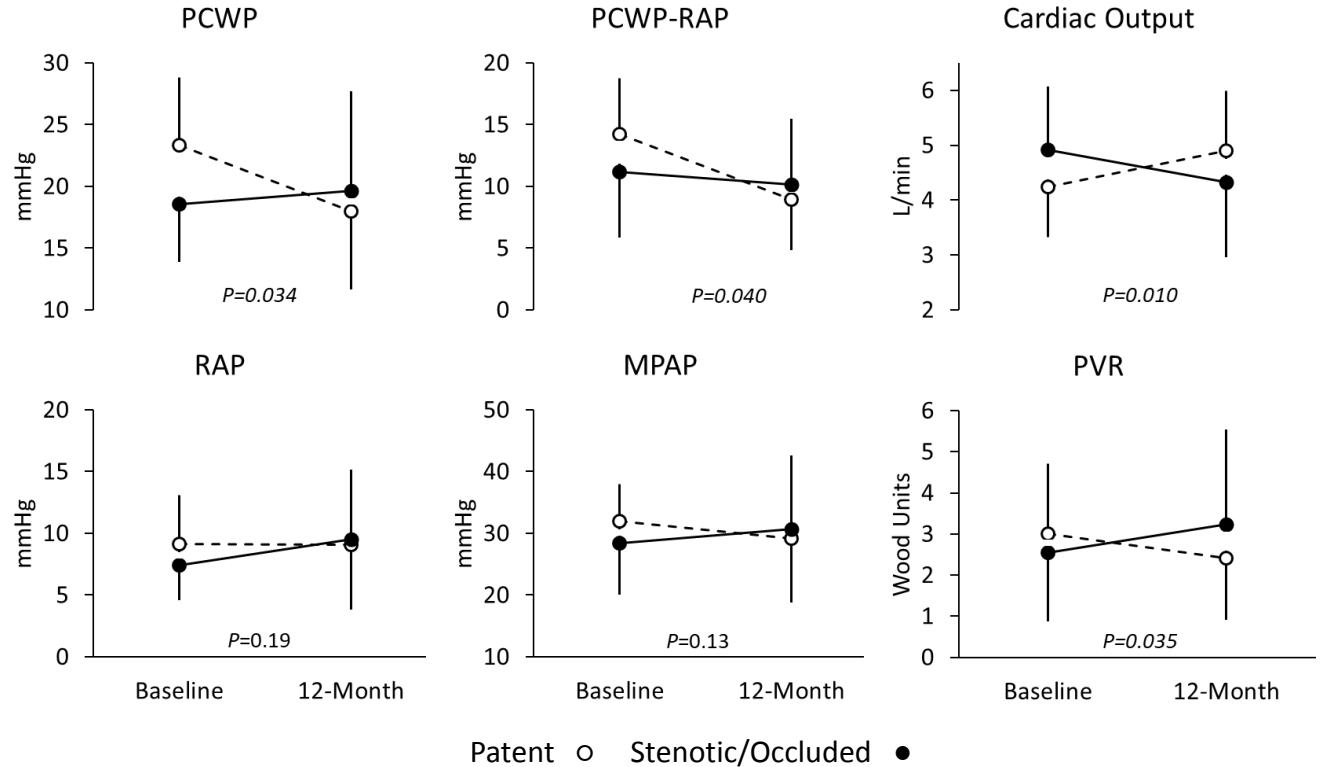 PCWP
30
25
20
15
10
mmHg
P=0.034
PCWP-RAP
20
15
10
5
0
mmHg
P=0.040
Cardiac Output
6
5
4
3
2
L/min
P=0.010
RAP
20
15
10
5
0
mmHg
P=0.19
Baseline 12-Month
MPAP
50
40
30
20
10
mmHg
P=0.13
Baseline 12-Month
PVR
6
5
4
3
2
1
0
Wood Units
P=0.035
Baseline 12-Month
Patent Stenotic/Occluded